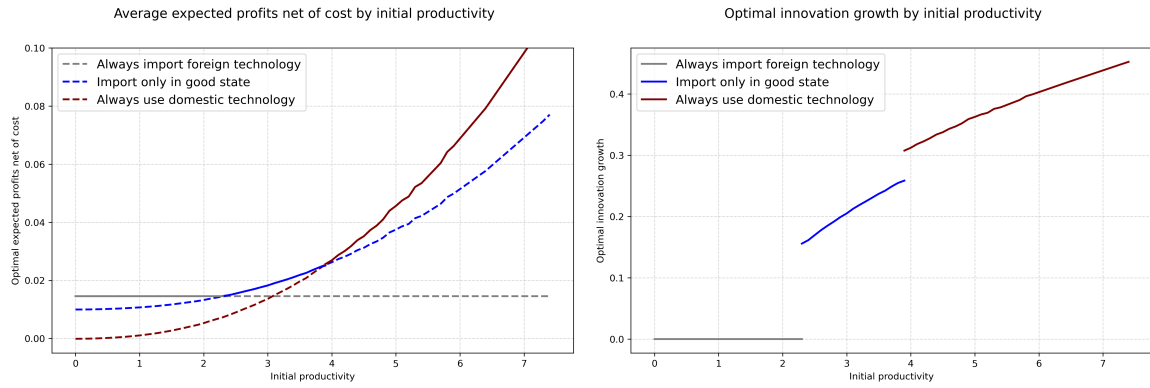 Average expected profits net of cost by initial productivity
0.10
0.08
0.06
0.04
0.02
0.00
Optimal expected profits net of cost
Always import foreign technology
Import only in good state
Always use domestic technology
0 1 2 3 4 5 6 7
Initial productivity
Optimal innovation growth by initial productivity
0.4
0.3
0.2
0.1
0.0
Optimal innovation growth
Always import foreign technology
Import only in good state
Always use domestic technology
0 1 2 3 4 5 6 7
Initial productivity